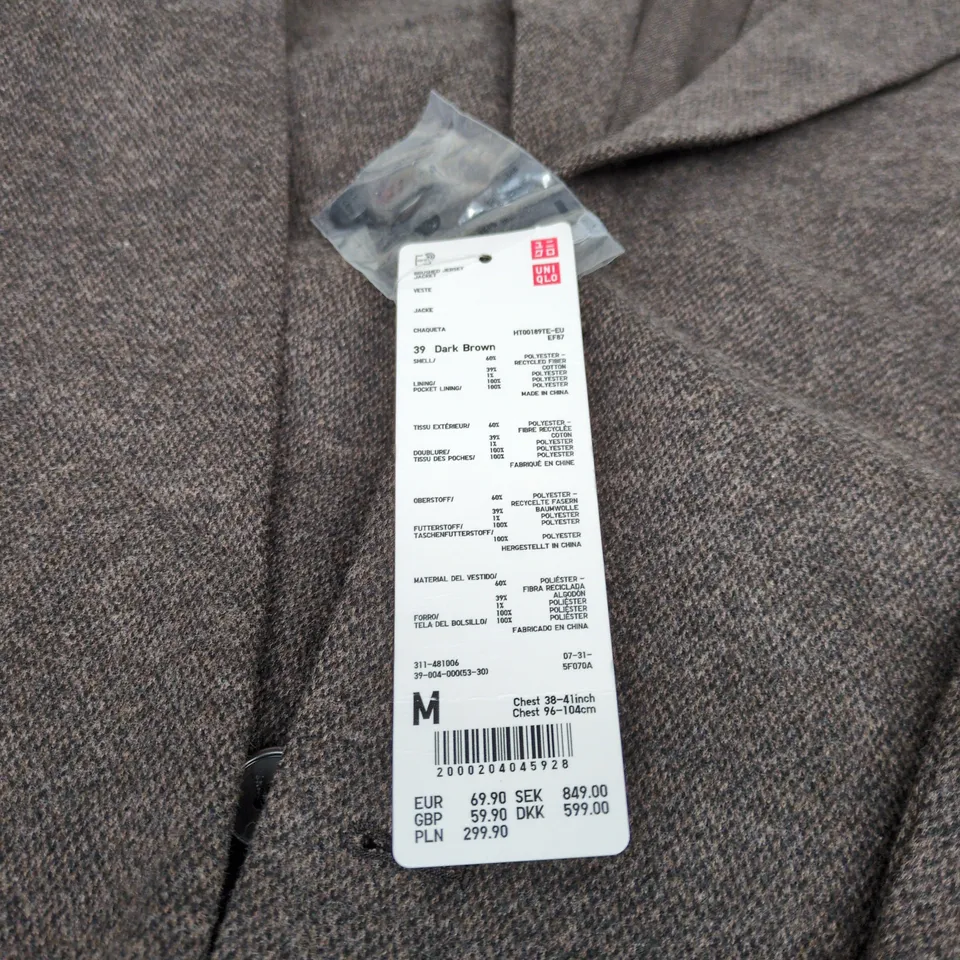 ユニ
クロ
UNI
QLO
BRUSHED JERSEY
JACKET
VESTE
JACKE
CHAQUETA
HT00189TE-EU
EF87
39 Dark Brown
SHELL/ 60% POLYESTER -
RECYCLED FIBER
39% COTTON
1% POLYESTER
LINING/ 100% POLYESTER
POCKET LINING/ 100% POLYESTER
MADE IN CHINA
TISSU EXTÉRIEUR/ 60% POLYESTER -
FIBRE RECYCLÉE
39% COTON
1% POLYESTER
DOUBLURE/ 100% POLYESTER
TISSU DES POCHES/ 100% POLYESTER
FABRIQUÉ EN CHINE
OBERSTOFF/ 60% POLYESTER -
RECYCELTE FASERN
39% BAUMWOLLE
1% POLYESTER
FUTTERSTOFF/ 100% POLYESTER
TASCHENFUTTERSTOFF/
100% POLYESTER
HERGESTELLT IN CHINA
MATERIAL DEL VESTIDO/
60% POLIÉSTER -
FIBRA RECICLADA
39% ALGODÓN
1% POLIÉSTER
FORRO/ 100% POLIÉSTER
TELA DEL BOLSILLO/ 100% POLIÉSTER
FABRICADO EN CHINA
311-481006 D7-31-
39-004-000(53-30) 5F070A
M Chest 38-41inch
Chest 96-104cm
2000204045928
EUR 69.90 SEK 849.00
GBP 59.90 DKK 599.00
PLN 299.90